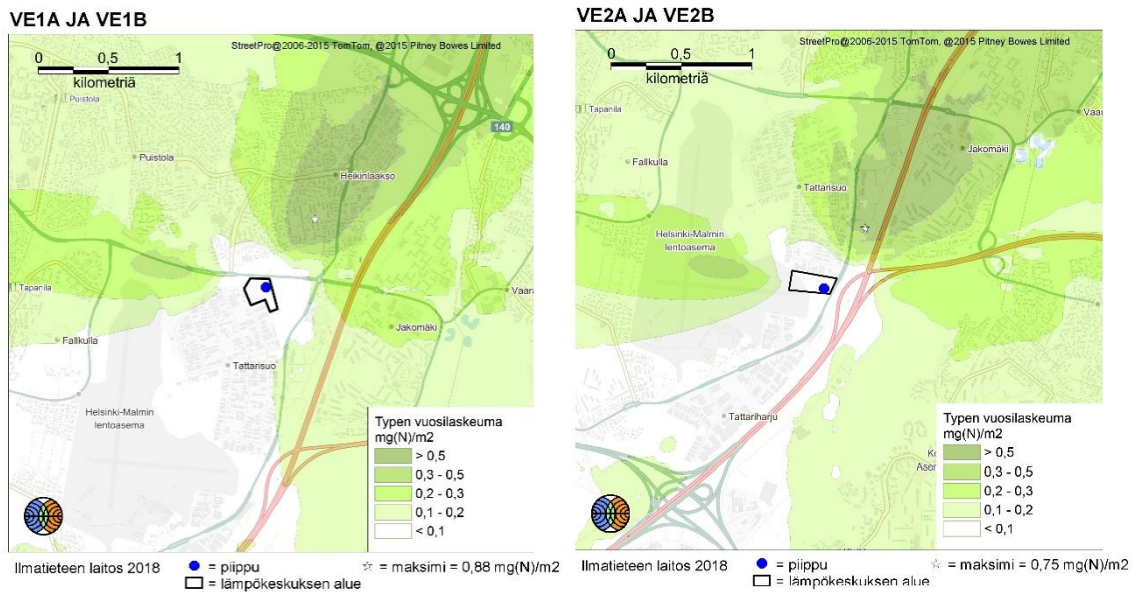 VE1A JA VE1B
0 0,5 1
kilometriä
StreetPro@2006-2015 TomTom, @2015 Pitney Bowes Limited
Puistola
140
Puistola
Heikinlaakso
Tapanila
Vaara
Jakomäki
Fallkulla
Tattarisuo
Helsinki-Malmin
lentoasema
Typen vuosilaskeuma
mg(N)/m2
> 0,5
0,3 - 0,5
0,2 - 0,3
0,1 - 0,2
< 0,1
Ilmatieteen laitos 2018
= piippu
= maksimi = 0,88 mg(N)/m2
= lämpökeskuksen alue
VE2A JA VE2B
0 0,5 1
kilometriä
StreetPro@2006-2015 TomTom, @2015 Pitney Bowes Limited
Tapanila
Vaara
Jakomäki
Fallkulla
Tattarisuo
Helsinki-Malmin
lentoasema
Tattariharju
Typen vuosilaskeuma
mg(N)/m2
> 0,5
0,3 - 0,5
0,2 - 0,3
0,1 - 0,2
< 0,1
Ilmatieteen laitos 2018
= piippu
= maksimi = 0,75 mg(N)/m2
= lämpökeskuksen alue